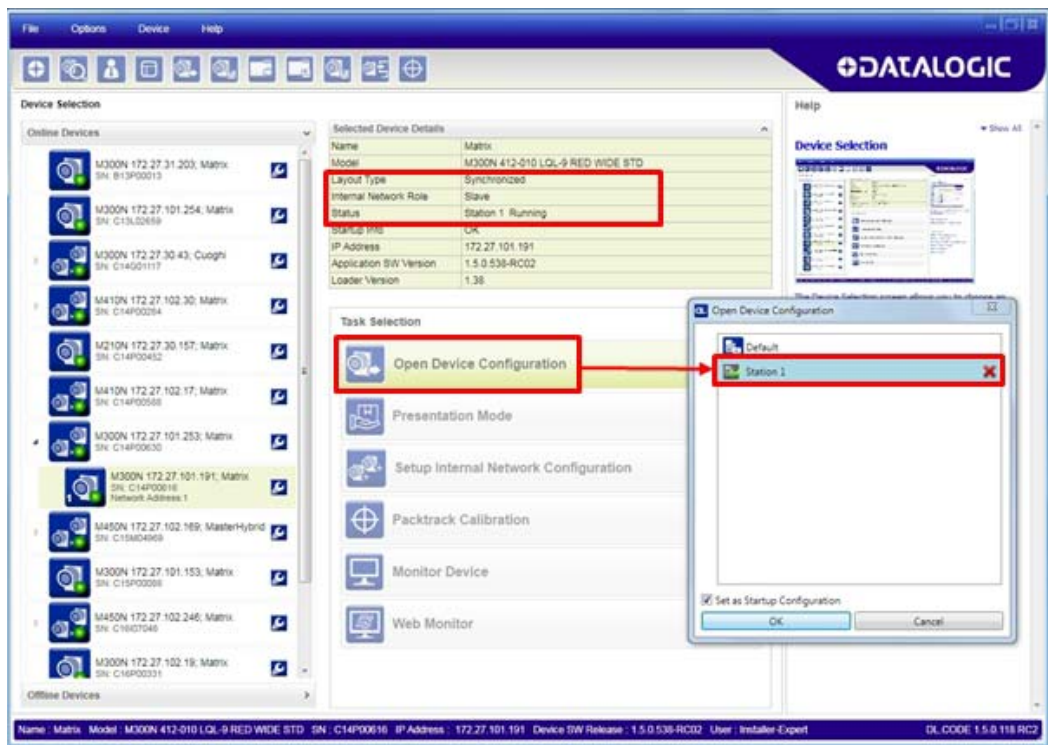 File Options Device Help
DATALOGIC
Device Selection
Online Devices
M300N 172.27.31.203; Matrix
SN: B13P00013
M300N 172.27.101.254; Matrix
SN: C13L02659
M300N 172.27.30.43; Cuoghi
SN: C14G01117
M410N 172.27.102.30; Matrix
SN: C14P00264
M210N 172.27.30.157; Matrix
SN: C14P00452
M410N 172.27.102.17; Matrix
SN: C14P00588
M300N 172.27.101.253; Matrix
SN: C14P00630
M300N 172.27.101.191; Matrix
SN: C14P00616
Network Address:1
1
M450N 172.27.102.169; MasterHybrid
SN: C15M04969
M300N 172.27.101.153; Matrix
SN: C15P00088
M450N 172.27.102.246; Matrix
SN: C16I07046
M300N 172.27.102.19; Matrix
SN: C16P00331
Offline Devices
Selected Device Details
Name Matrix
Model M300N 412-010 LQL-9 RED WIDE STD
Layout Type Synchronized
Internal Network Role Slave
Status Station 1 Running
Startup Info OK
IP Address 172.27.101.191
Application SW Version 1.5.0.538-RC02
Loader Version 1.38
Task Selection
Open Device Configuration
Presentation Mode
Setup Internal Network Configuration
Packtrack Calibration
Monitor Device
Web Monitor
Help
Show All
Device Selection
The Device Selection screen allows you to change an
Open Device Configuration
Default
Station 1
Set as Startup Configuration
OK Cancel
Name : Matrix Model : M300N 412-010 LQL-9 RED WIDE STD SN : C14P00616 IP Address : 172.27.101.191 Device SW Release : 1.5.0.538-RC02 User : Installer-Expert DL.CODE 1.5.0.118 RC2